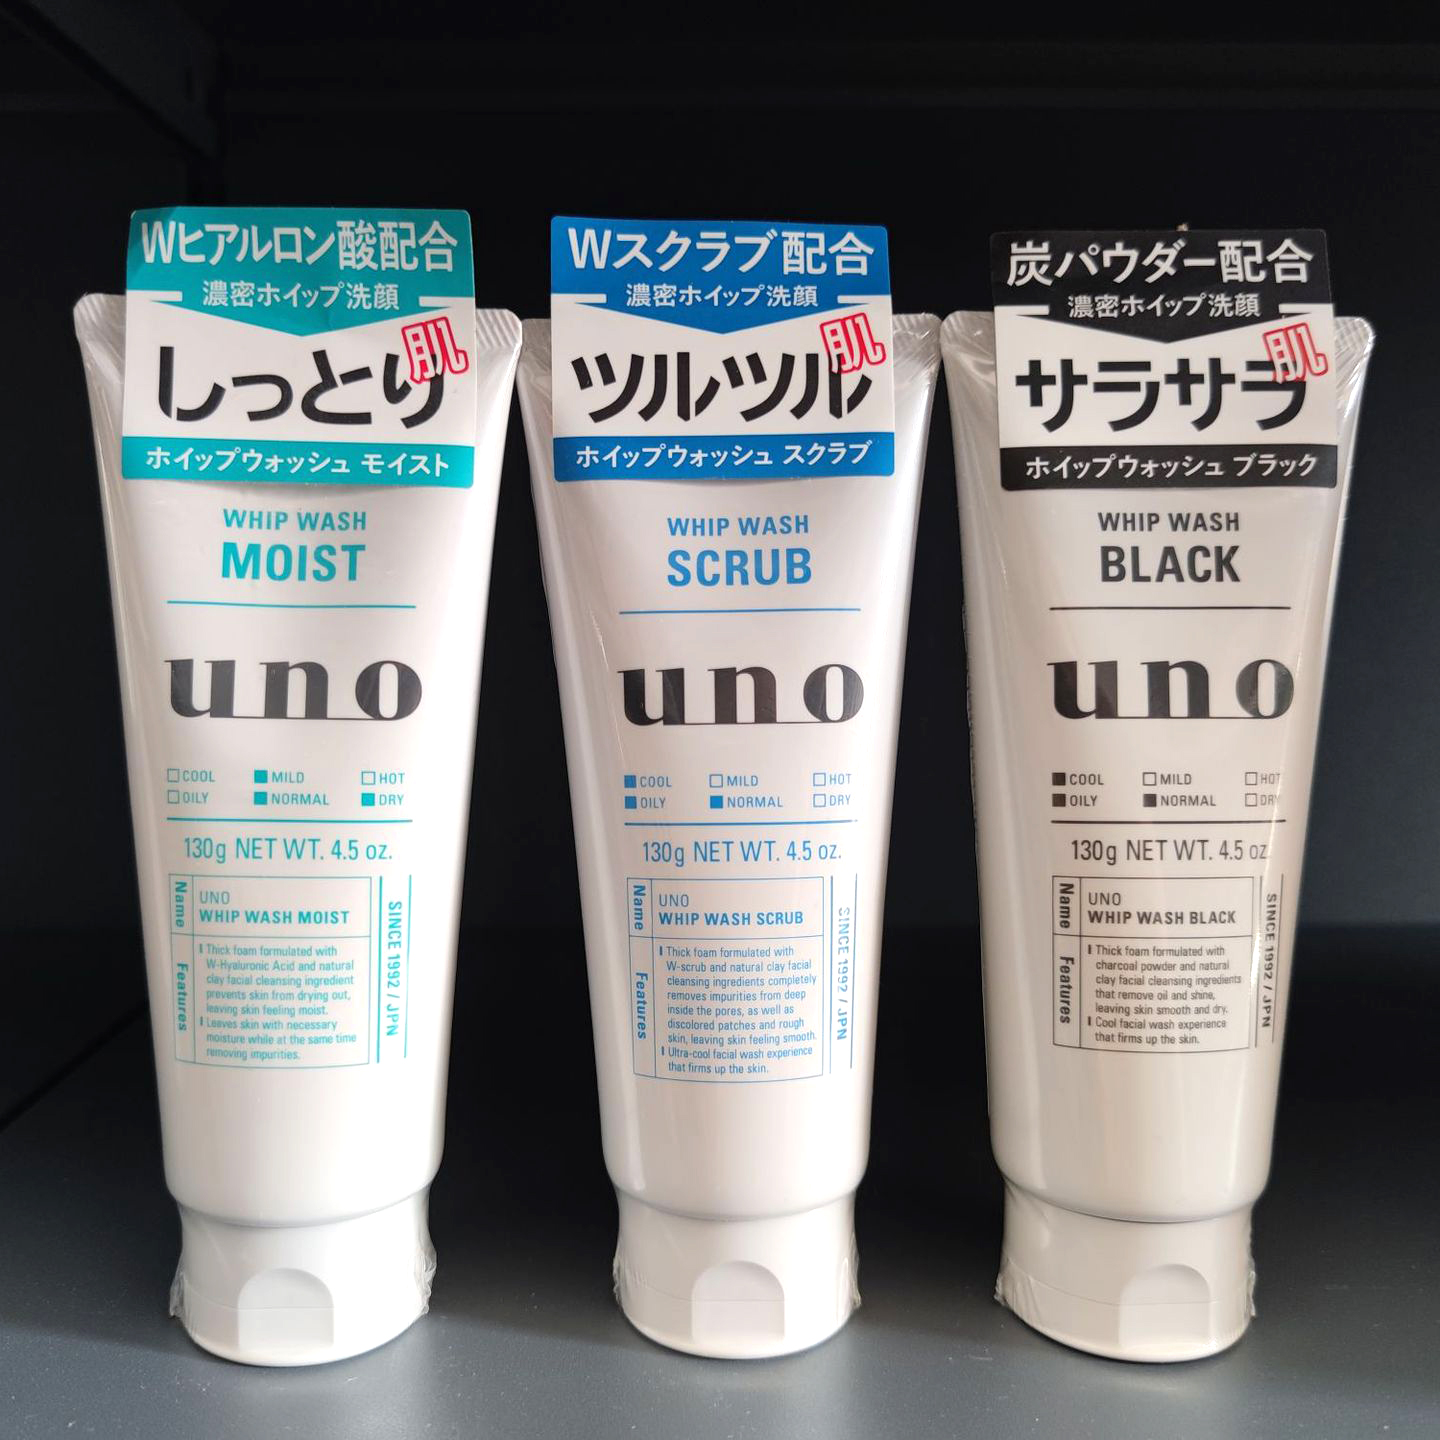 Wヒアルロン酸配合
濃密ホイップ洗顔
しっとり肌
ホイップウォッシュ モイスト
WHIP WASH
MOIST
uno
COOL MILD HOT
OILY NORMAL DRY
130g NET WT. 4.5 oz.
Name
UNO
WHIP WASH MOIST
Features
Thick foam formulated with
W-Hyaluronic Acid and natural
clay facial cleansing ingredient
prevents skin from drying out,
leaving skin feeling moist.
Leaves skin with necessary
moisture while at the same time
removing impurities.
SINCE 1992 / JPN
Wスクラブ配合
濃密ホイップ洗顔
ツルツル肌
ホイップウォッシュ スクラブ
WHIP WASH
SCRUB
uno
COOL MILD HOT
OILY NORMAL DRY
130g NET WT. 4.5 oz.
Name
UNO
WHIP WASH SCRUB
Features
Thick foam formulated with
W-scrub and natural clay facial
cleansing ingredients completely
removes impurities from deep
inside the pores, as well as
discolored patches and rough
skin, leaving skin feeling smooth.
Ultra-cool facial wash experience
that firms up the skin.
SINCE 1992 / JPN
炭パウダー配合
濃密ホイップ洗顔
サラサラ肌
ホイップウォッシュ ブラック
WHIP WASH
BLACK
uno
COOL MILD HOT
OILY NORMAL DRY
130g NET WT. 4.5 oz.
Name
UNO
WHIP WASH BLACK
Features
Thick foam formulated with
charcoal powder and natural
clay facial cleansing ingredients
that remove oil and shine,
leaving skin smooth and dry.
Cool facial wash experience
that firms up the skin.
SINCE 1992 / JPN